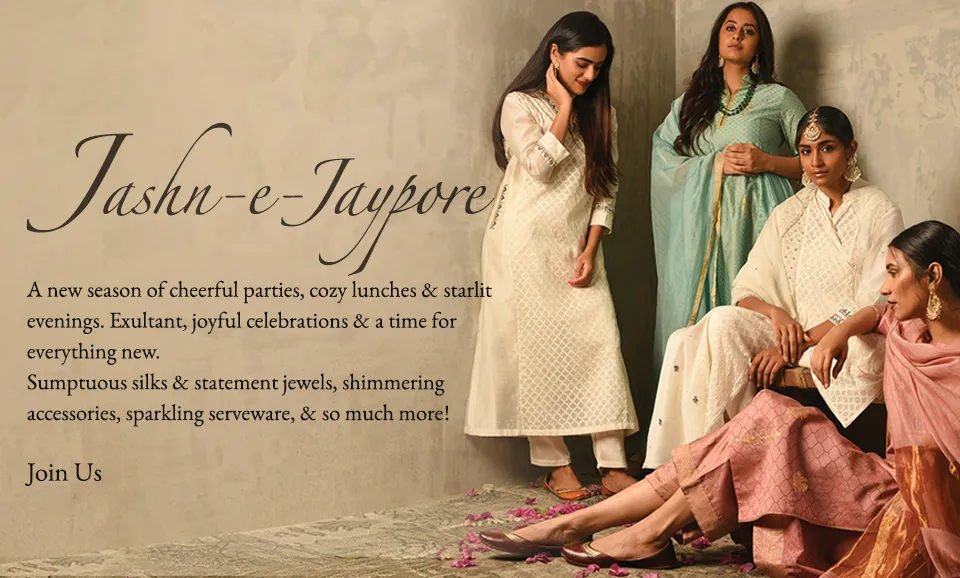 Jashn-e-Jaypore
A new season of cheerful parties, cozy lunches & starlit
evenings. Exultant, joyful celebrations & a time for
everything new.
Sumptuous silks & statement jewels, shimmering
accessories, sparkling serveware, & so much more!
Join Us